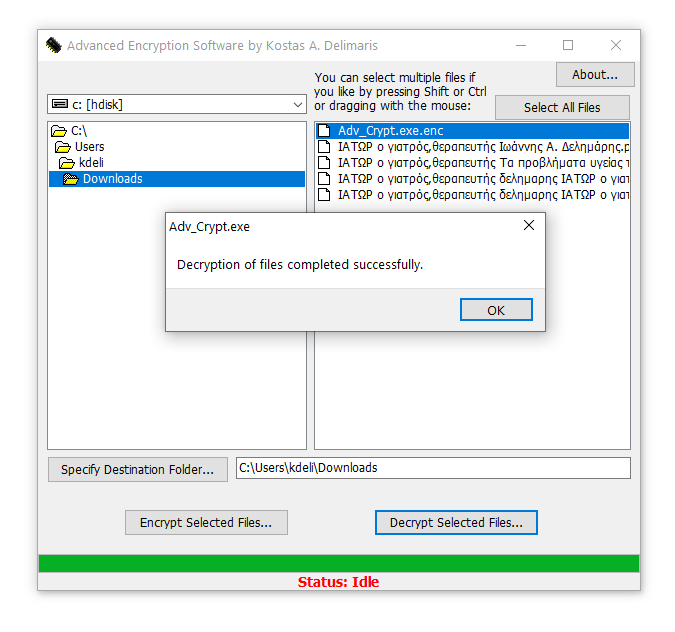 Advanced Encryption Software by Kostas A. Delimaris
About...
You can select multiple files if
you like by pressing Shift or Ctrl
or dragging with the mouse:
Select All Files
c: [hdisk]
C:\
Users
kdeli
Downloads
Adv_Crypt.exe.enc
ΙΑΤΩΡ ο γιατρός,θεραπευτής Ιωάννης Α. Δελημάρης.p
ΙΑΤΩΡ ο γιατρός,θεραπευτής Τα προβλήματα υγείας τ
ΙΑΤΩΡ ο γιατρός,θεραπευτής δελημαρης ΙΑΤΩΡ ο γιατ
ΙΑΤΩΡ ο γιατρός,θεραπευτής δελημαρης ΙΑΤΩΡ ο γιατ
Adv_Crypt.exe
Decryption of files completed successfully.
OK
Specify Destination Folder...
C:\Users\kdeli\Downloads
Encrypt Selected Files...
Decrypt Selected Files...
Status: Idle